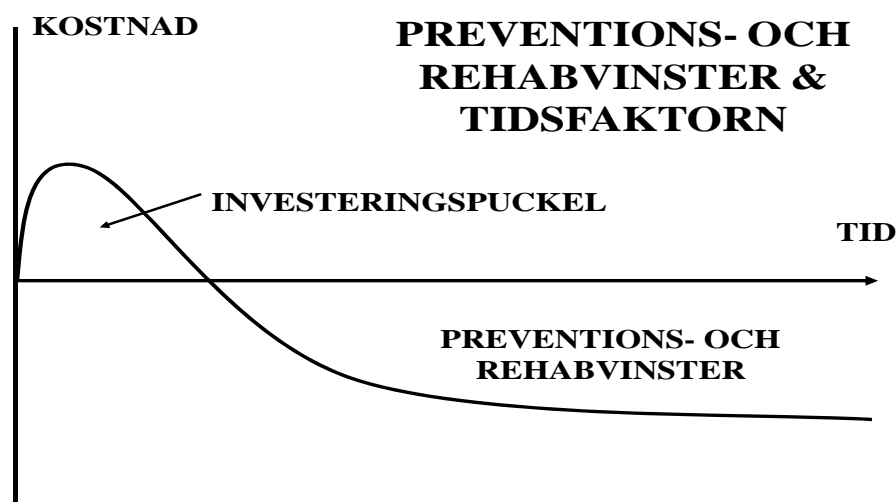 KOSTNAD
PREVENTIONS- OCH
REHABVINSTER &
TIDSFAKTORN
INVESTERINGSPUCKEL
TID
PREVENTIONS- OCH
REHABVINSTER